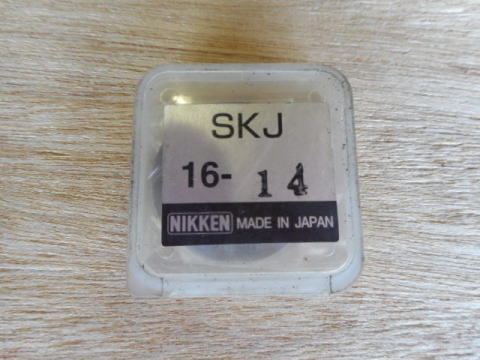 SKJ
16- 14
NIKKEN MADE IN JAPAN